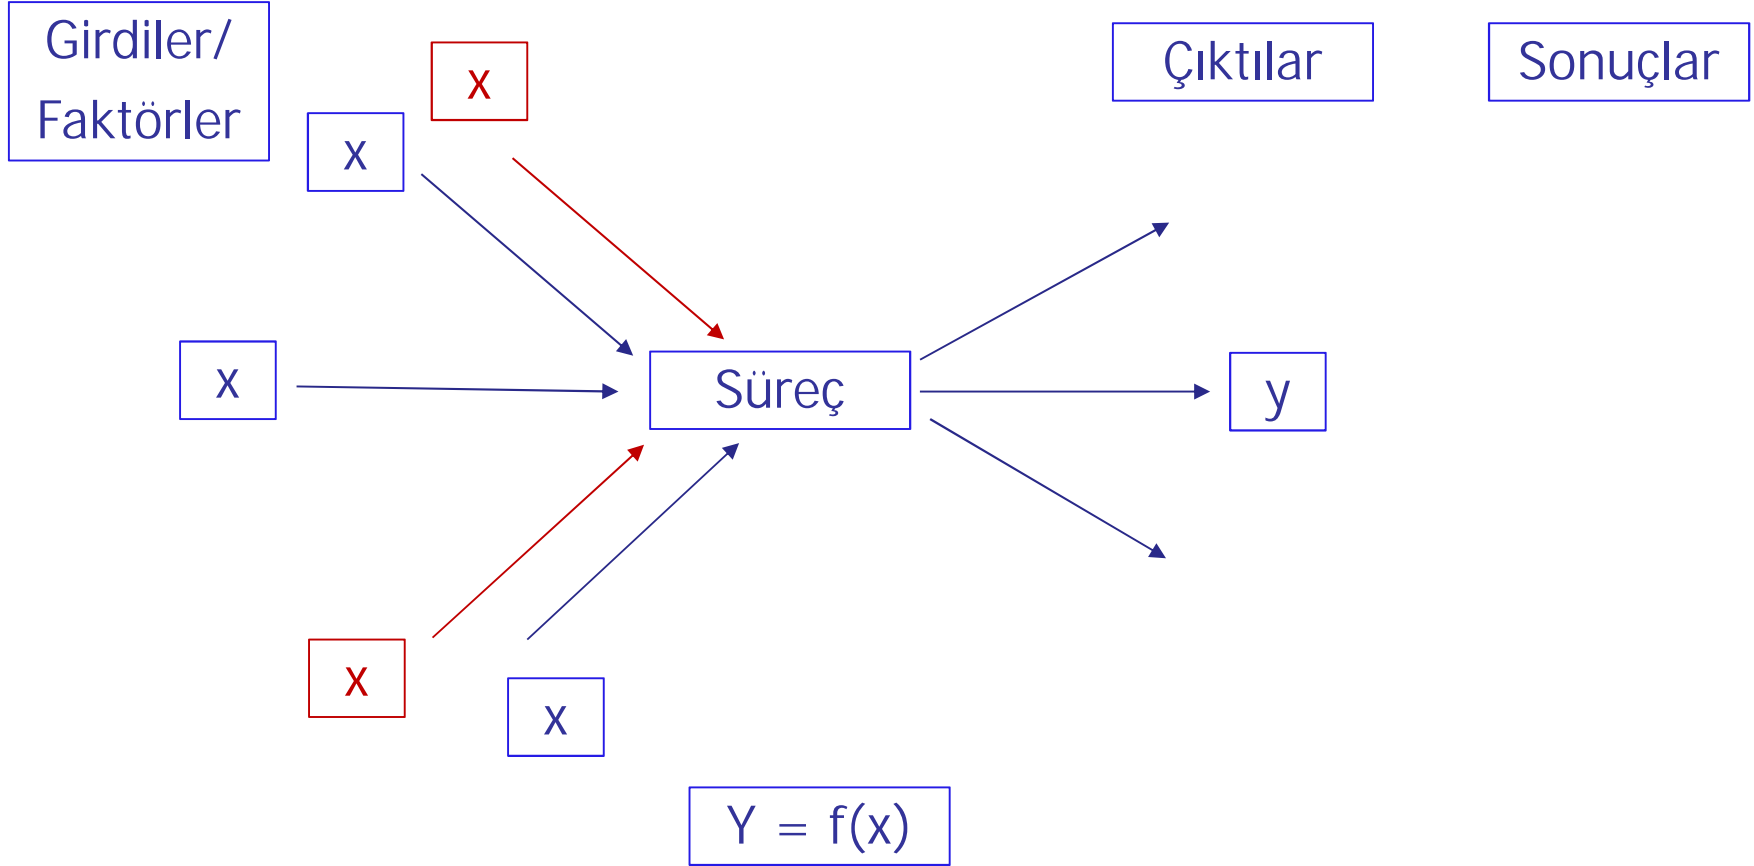 Girdiler/
Faktörler
x
x
Çıktılar
Sonuçlar
x
Süreç
y
x
x
Y = f(x)